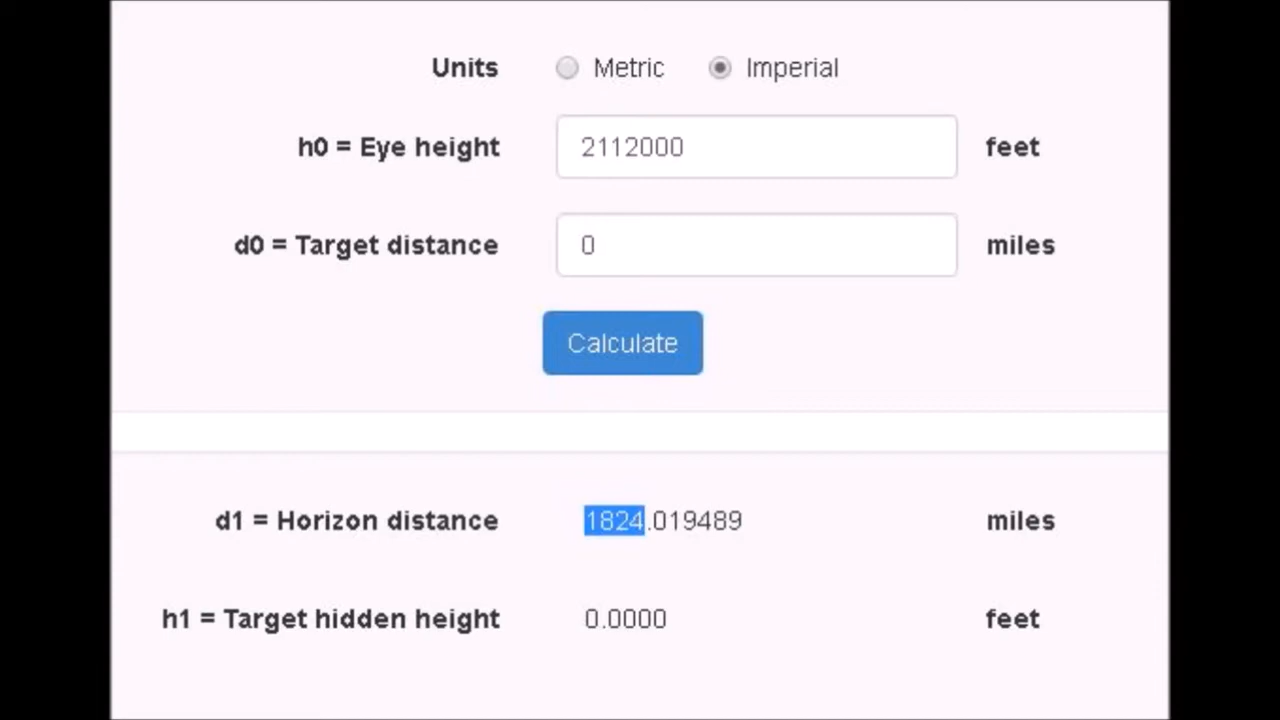 Units Metric Imperial
h0 = Eye height 2112000 feet
d0 = Target distance 0 miles
Calculate
d1 = Horizon distance 1824.019489 miles
h1 = Target hidden height 0.0000 feet